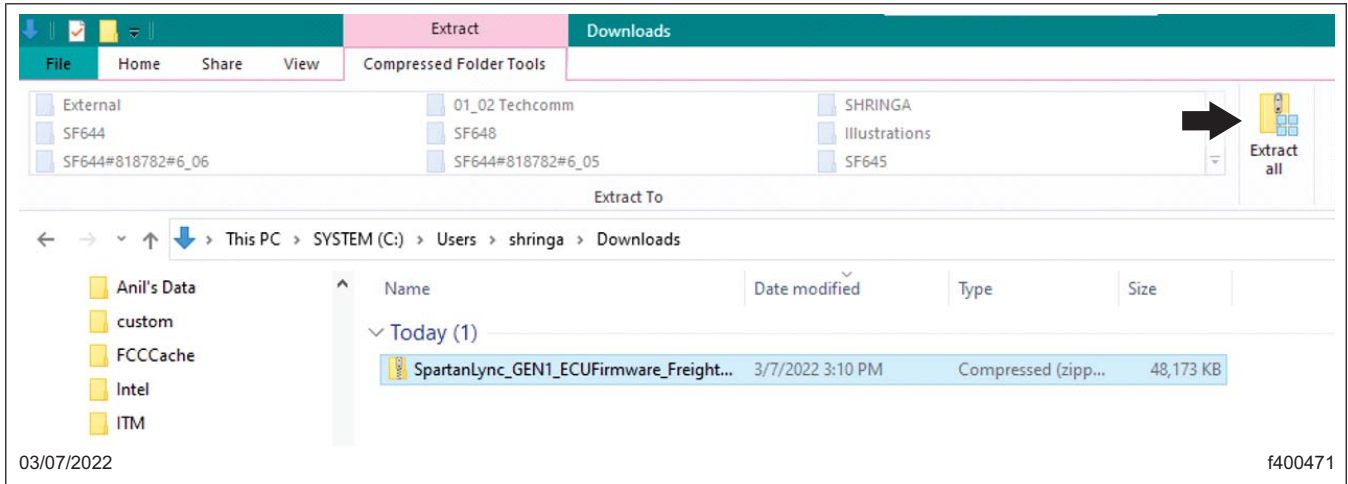 Extract Downloads
File Home Share View Compressed Folder Tools
External 01_02 Techcomm SHRINGA
SF644 SF648 Illustrations
SF644#818782#6_06 SF644#818782#6_05 SF645
Extract
all
Extract To
This PC > SYSTEM (C:) > Users > shringa > Downloads
Anil's Data
custom
FCCCache
Intel
ITM
Name Date modified Type Size
Today (1)
SpartanLync_GEN1_ECUFirmware_Freight... 3/7/2022 3:10 PM Compressed (zipp... 48,173 KB
03/07/2022 f400471